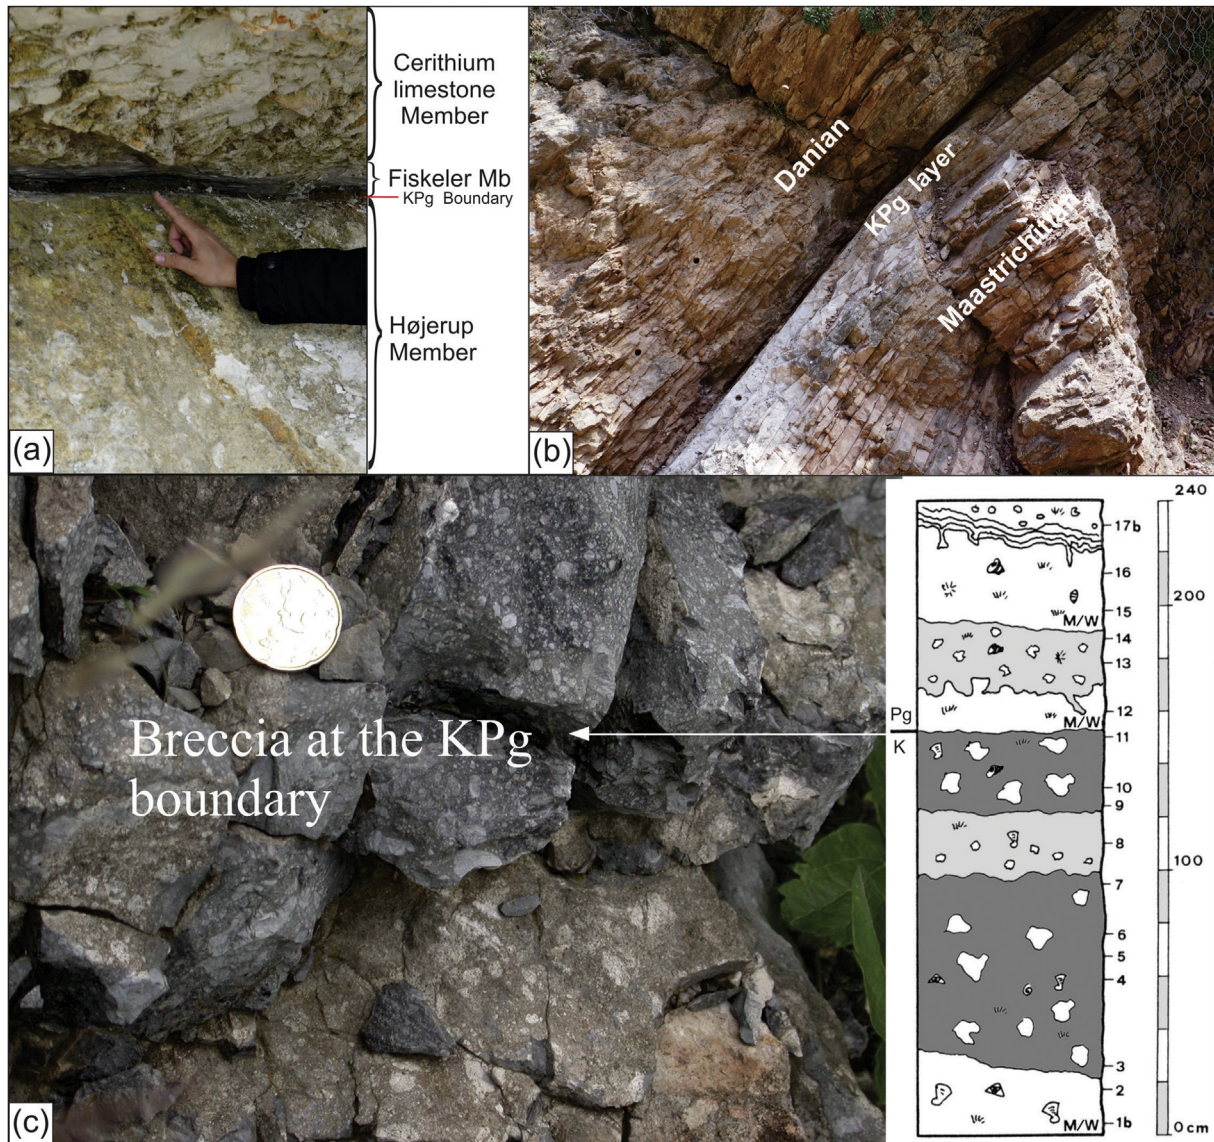 Cerithium
limestone
Member
Fiskeler Mb
KPg Boundary
Højerup
Member
(a)
Danian
KPg layer
Maastrichtian
(b)
Breccia at the KPg
boundary
(c)
Pg
K
17b
16
15
M/W
14
13
12
M/W
11
10
9
8
7
6
5
4
3
2
1b
M/W
240
200
100
0 cm